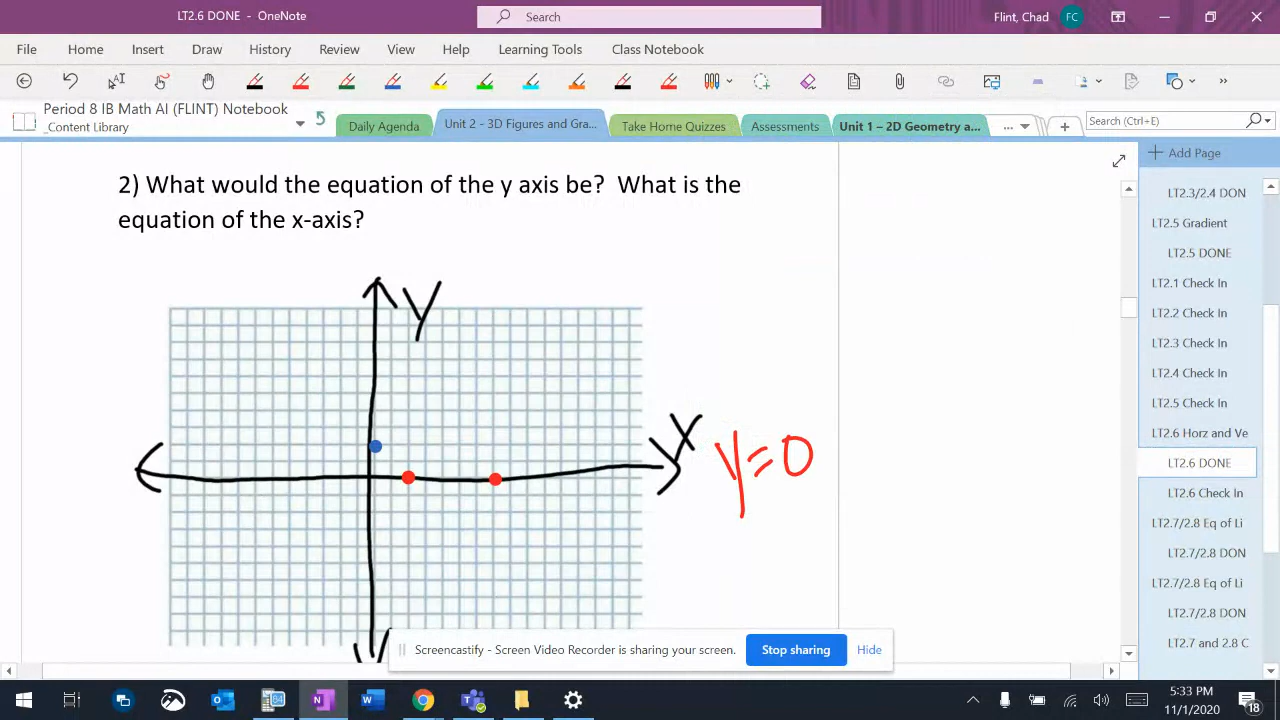 LT2.6 DONE - OneNote
Search
Flint, Chad
FC
File Home Insert Draw History Review View Help Learning Tools Class Notebook
Period 8 IB Math AI (FLINT) Notebook
_Content Library
Daily Agenda
Unit 2 - 3D Figures and Gra...
Take Home Quizzes
Assessments
Unit 1 – 2D Geometry a...
...
Search (Ctrl+E)
Add Page
2) What would the equation of the y axis be? What is the
equation of the x-axis?
Y
X
y=0
LT2.3/2.4 DON
LT2.5 Gradient
LT2.5 DONE
LT2.1 Check In
LT2.2 Check In
LT2.3 Check In
LT2.4 Check In
LT2.5 Check In
LT2.6 Horz and Ve
LT2.6 DONE
LT2.6 Check In
LT2.7/2.8 Eq of Li
LT2.7/2.8 DON
LT2.7/2.8 Eq of Li
LT2.7/2.8 DON
LT2.7 and 2.8 C
Screencastify - Screen Video Recorder is sharing your screen.
Stop sharing
Hide
5:33 PM
11/1/2020
18